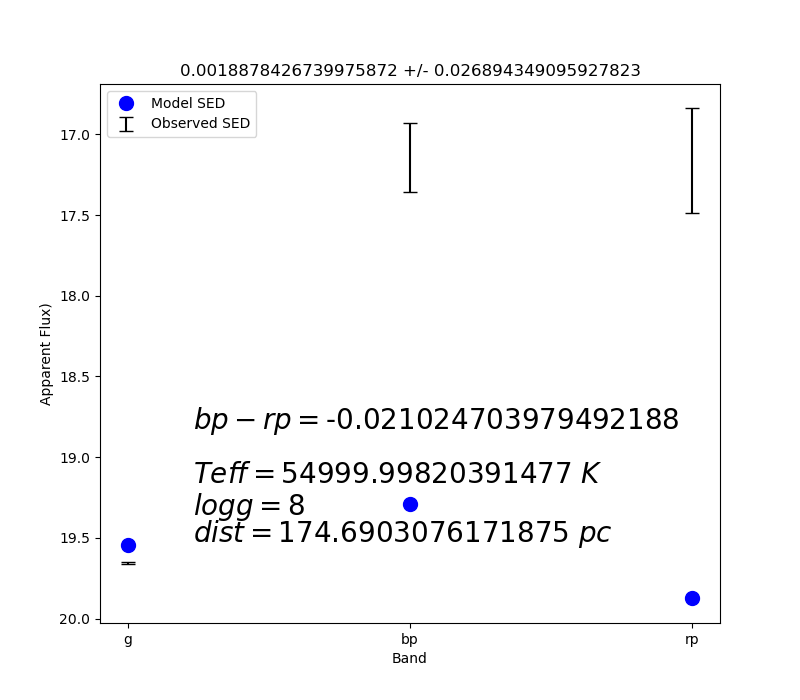 0.0018878426739975872 +/- 0.026894349095927823
Model SED
Observed SED
17.0
17.5
18.0
18.5
19.0
19.5
20.0
Apparent Flux)
bp − rp = -0.021024703979492188
Teff = 54999.99820391477 K
logg = 8
dist = 174.6903076171875 pc
g
bp
rp
Band